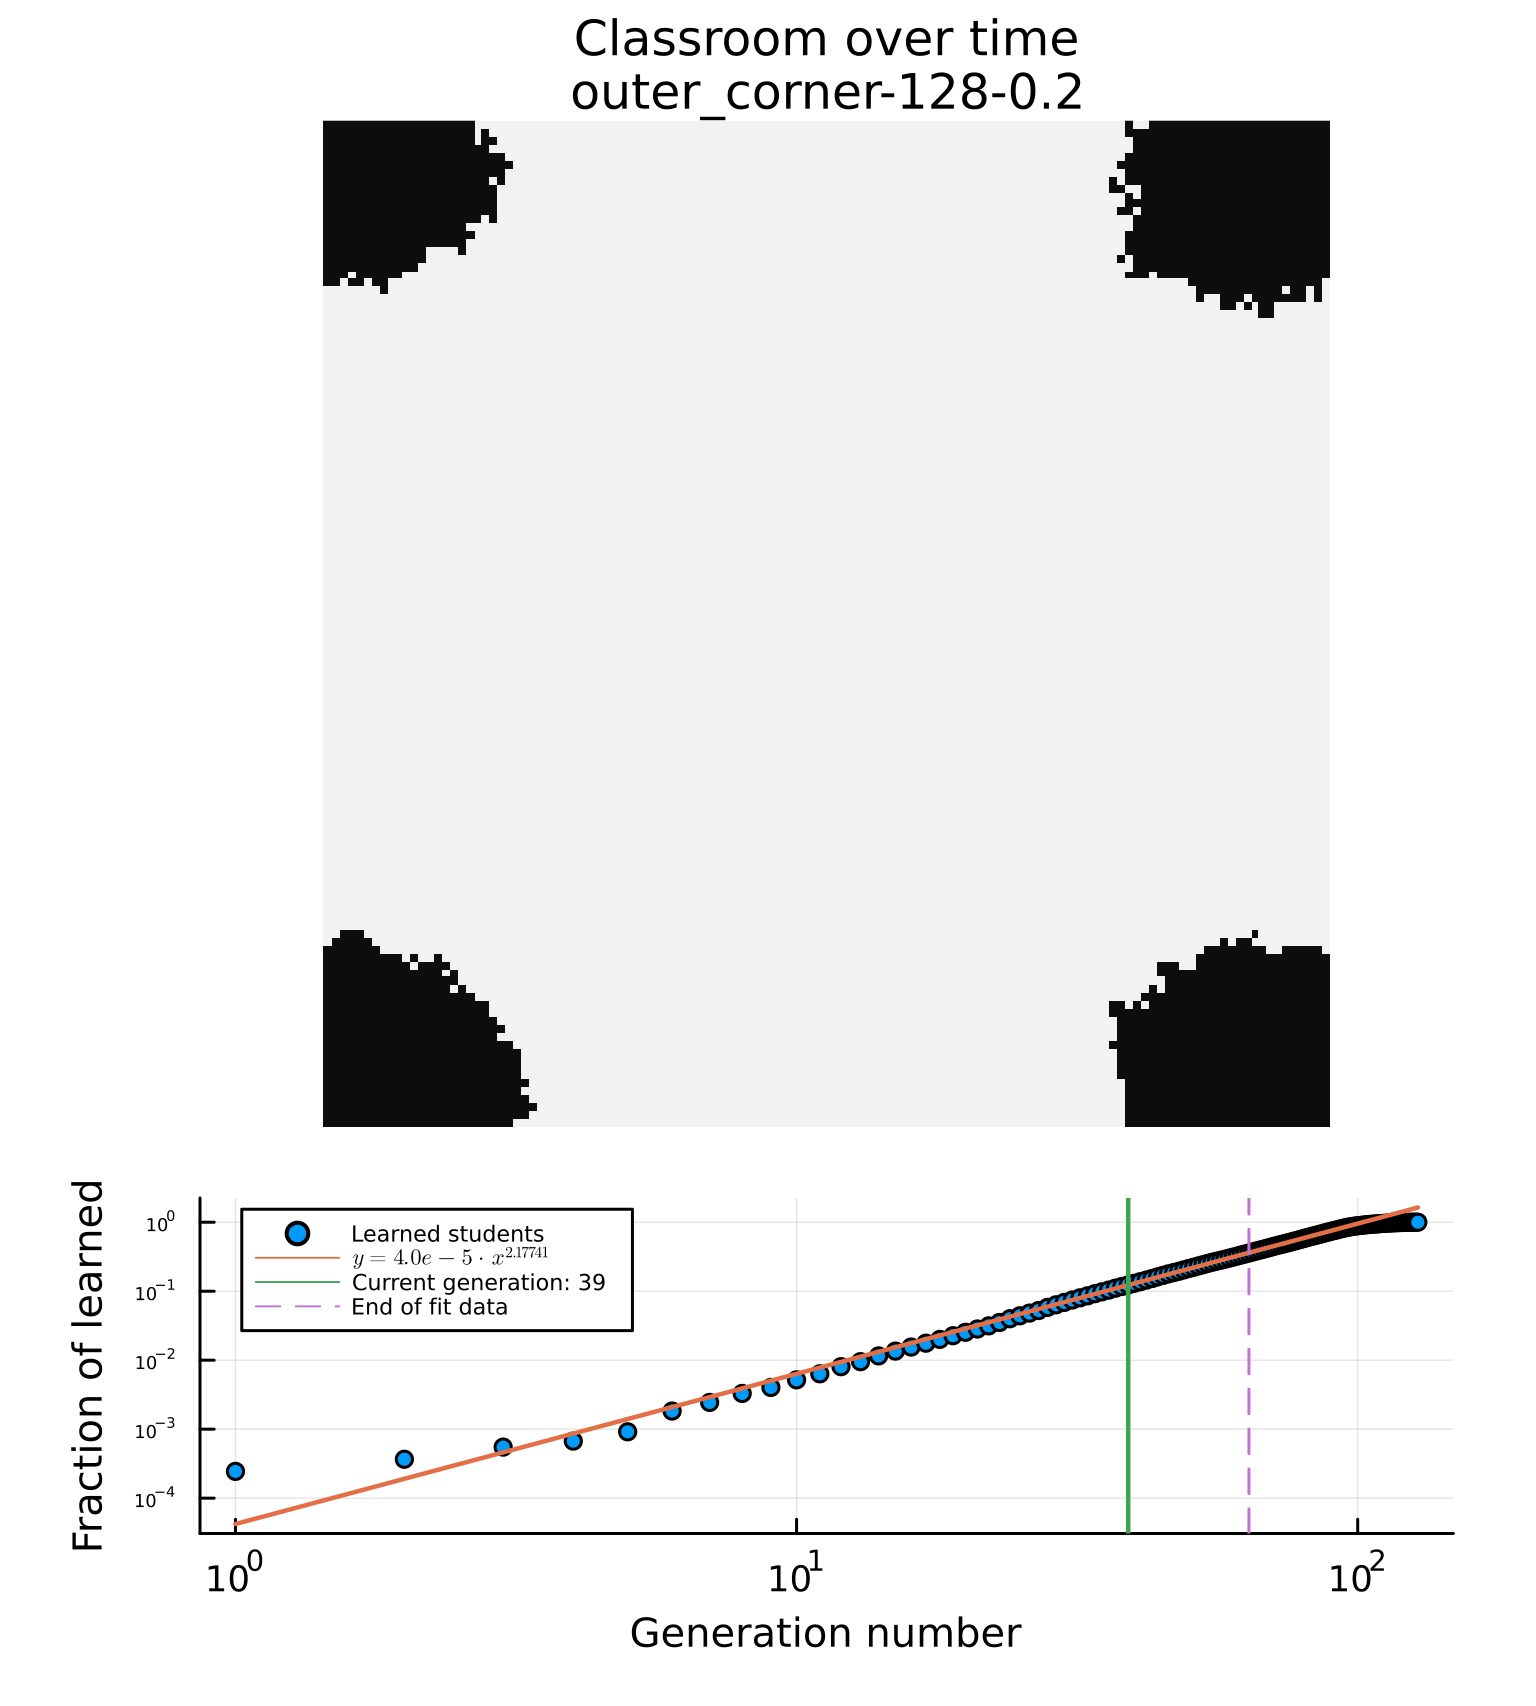 Classroom over time
outer_corner-128-0.2
Fraction of learned
10^0
10^-1
10^-2
10^-3
10^-4
Learned students
y = 4.0e − 5 · x^2.17741
Current generation: 39
End of fit data
10^0 10^1 10^2
Generation number